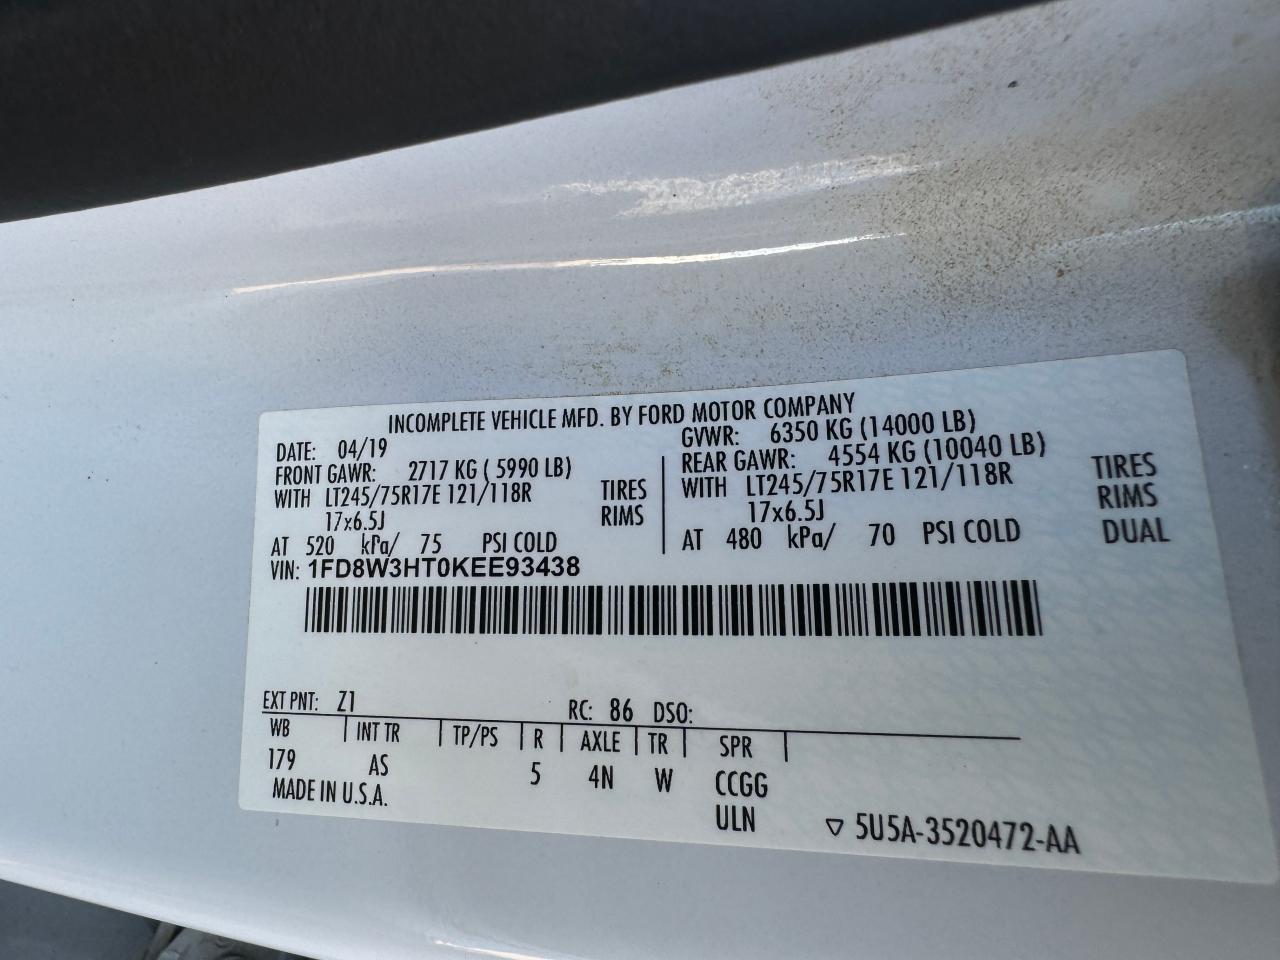 INCOMPLETE VEHICLE MFD. BY FORD MOTOR COMPANY
DATE: 04/19 GVWR: 6350 KG (14000 LB)
FRONT GAWR: 2717 KG ( 5990 LB) REAR GAWR: 4554 KG (10040 LB)
WITH LT245/75R17E 121/118R TIRES WITH LT245/75R17E 121/118R TIRES
17x6.5J RIMS 17x6.5J RIMS
AT 520 kPa/ 75 PSI COLD AT 480 kPa/ 70 PSI COLD DUAL
VIN: 1FD8W3HT0KEE93438
EXT PNT: Z1 RC: 86 DSO:
WB INT TR TP/PS R AXLE TR SPR
179 AS 5 4N W CCGG
MADE IN U.S.A. ULN ▽ 5U5A-3520472-AA